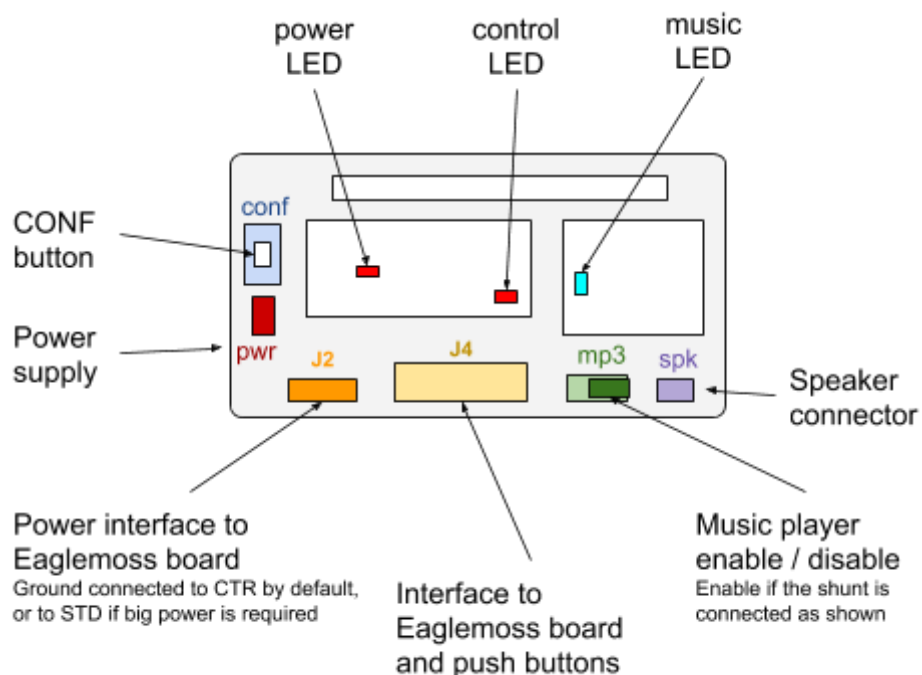 power
LED
control
LED
music
LED
CONF
button
conf
Power
supply
pwr
J2
J4
mp3
spk
Speaker
connector
Power interface to
Eaglemoss board
Ground connected to CTR by default,
or to STD if big power is required
Interface to
Eaglemoss board
and push buttons
Music player
enable / disable
Enable if the shunt is
connected as shown